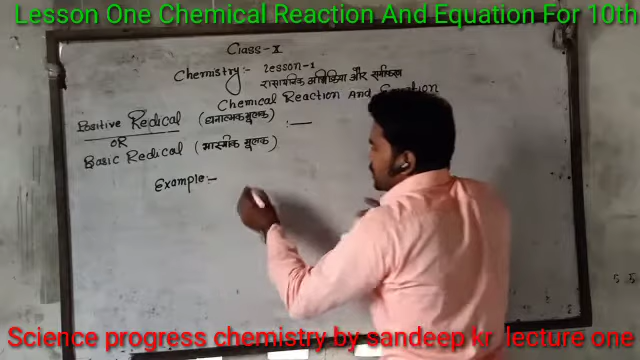 Lesson One Chemical Reaction And Equation For 10th
Class-X
Chemistry:- Lesson-1
रासायनिक अभिक्रिया और समीकरण
Chemical Reaction And Equation
Positive Redical (धनात्मक मूलक)
OR :—
Basic Redical (भास्मीक मूलक)
Example:-
Science progress chemistry by sandeep kr lecture one